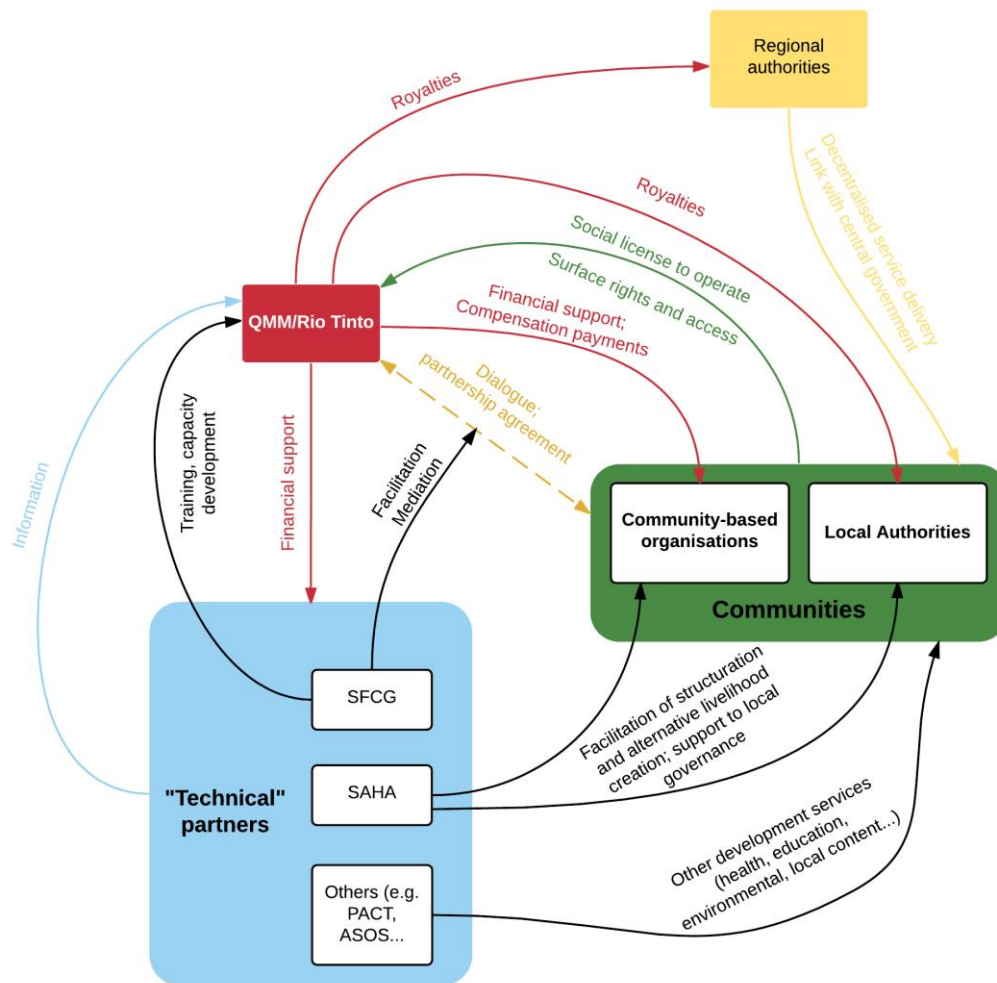 Regional
authorities
Royalties
Decentralised service delivery
Link with central government
Royalties
Social license to operate
Surface rights and access
QMM/Rio Tinto
Financial support;
Compensation payments
Dialogue;
partnership agreement
Information
Training, capacity
development
Financial support
Facilitation
Mediation
Community-based
organisations
Local Authorities
Communities
SFCG
SAHA
"Technical"
partners
Others (e.g.
PACT,
ASOS...
Facilitation of structuration
and alternative livelihood
creation; support to local
governance
Other development services
(health, education,
environmental, local content...)